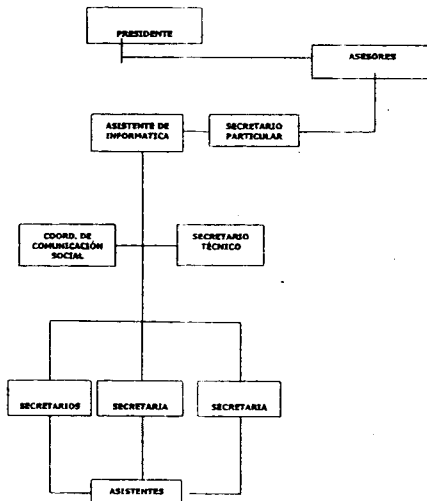 PRESIDENTE
ASESORES
ASISTENTE DE
INFORMATICA
SECRETARIO
PARTICULAR
COORD. DE
COMUNICACIÓN
SOCIAL
SECRETARIO
TÉCNICO
SECRETARIOS
SECRETARIA
SECRETARIA
ASISTENTES